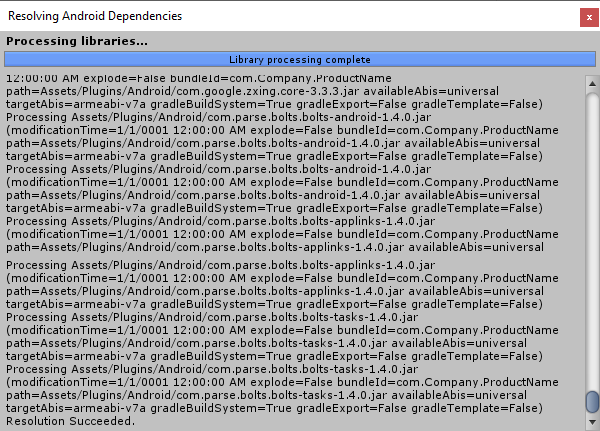 Resolving Android Dependencies
x
Processing libraries...
Library processing complete
12:00:00 AM explode=False bundleId=com.Company.ProductName
path=Assets/Plugins/Android/com.google.zxing.core-3.3.3.jar availableAbis=universal
targetAbis=armeabi-v7a gradleBuildSystem=True gradleExport=False gradleTemplate=False)
Processing Assets/Plugins/Android/com.parse.bolts.bolts-android-1.4.0.jar
(modificationTime=1/1/0001 12:00:00 AM explode=False bundleId=com.Company.ProductName
path=Assets/Plugins/Android/com.parse.bolts.bolts-android-1.4.0.jar availableAbis=universal
targetAbis=armeabi-v7a gradleBuildSystem=True gradleExport=False gradleTemplate=False)
Processing Assets/Plugins/Android/com.parse.bolts.bolts-android-1.4.0.jar
(modificationTime=1/1/0001 12:00:00 AM explode=False bundleId=com.Company.ProductName
path=Assets/Plugins/Android/com.parse.bolts.bolts-android-1.4.0.jar availableAbis=universal
targetAbis=armeabi-v7a gradleBuildSystem=True gradleExport=False gradleTemplate=False)
Processing Assets/Plugins/Android/com.parse.bolts.bolts-applinks-1.4.0.jar
(modificationTime=1/1/0001 12:00:00 AM explode=False bundleId=com.Company.ProductName
path=Assets/Plugins/Android/com.parse.bolts.bolts-applinks-1.4.0.jar availableAbis=universal
Processing Assets/Plugins/Android/com.parse.bolts.bolts-applinks-1.4.0.jar
(modificationTime=1/1/0001 12:00:00 AM explode=False bundleId=com.Company.ProductName
path=Assets/Plugins/Android/com.parse.bolts.bolts-applinks-1.4.0.jar availableAbis=universal
targetAbis=armeabi-v7a gradleBuildSystem=True gradleExport=False gradleTemplate=False)
Processing Assets/Plugins/Android/com.parse.bolts.bolts-tasks-1.4.0.jar
(modificationTime=1/1/0001 12:00:00 AM explode=False bundleId=com.Company.ProductName
path=Assets/Plugins/Android/com.parse.bolts.bolts-tasks-1.4.0.jar availableAbis=universal
targetAbis=armeabi-v7a gradleBuildSystem=True gradleExport=False gradleTemplate=False)
Processing Assets/Plugins/Android/com.parse.bolts.bolts-tasks-1.4.0.jar
(modificationTime=1/1/0001 12:00:00 AM explode=False bundleId=com.Company.ProductName
path=Assets/Plugins/Android/com.parse.bolts.bolts-tasks-1.4.0.jar availableAbis=universal
targetAbis=armeabi-v7a gradleBuildSystem=True gradleExport=False gradleTemplate=False)
Resolution Succeeded.